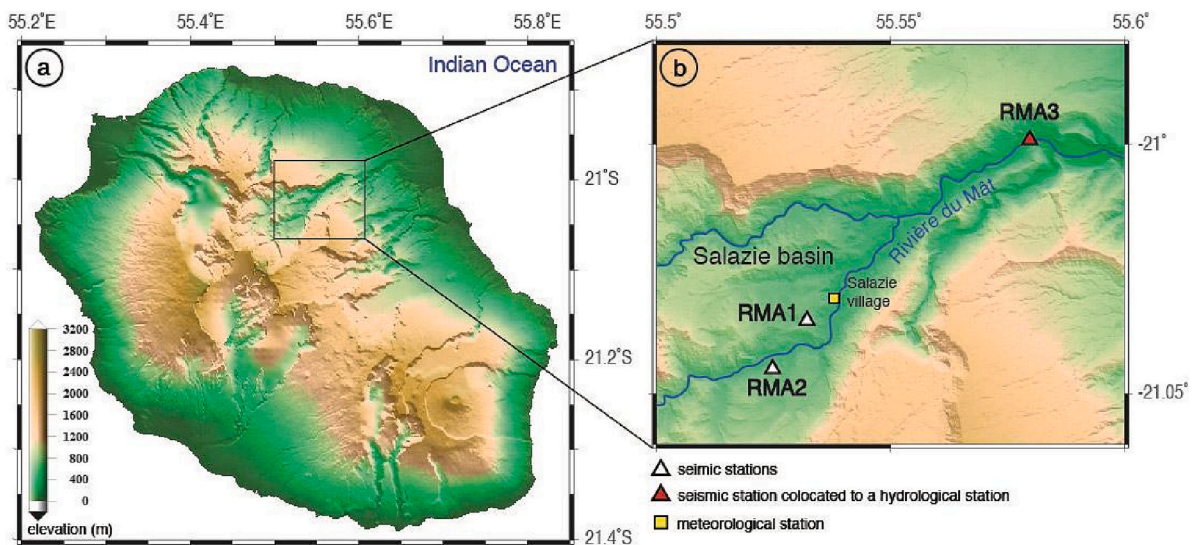 55.2°E 55.4° 55.6° 55.8°
55.5° 55.55° 55.6°
a
Indian Ocean
b
RMA3
-21°
21°S
Rivière du Mât
Salazie basin
Salazie
village
RMA1
RMA2
21.2°S
-21.05°
3200
2800
2400
2000
1600
1200
800
400
0
elevation (m)
21.4°S
seimic stations
seismic station colocated to a hydrological station
meteorological station